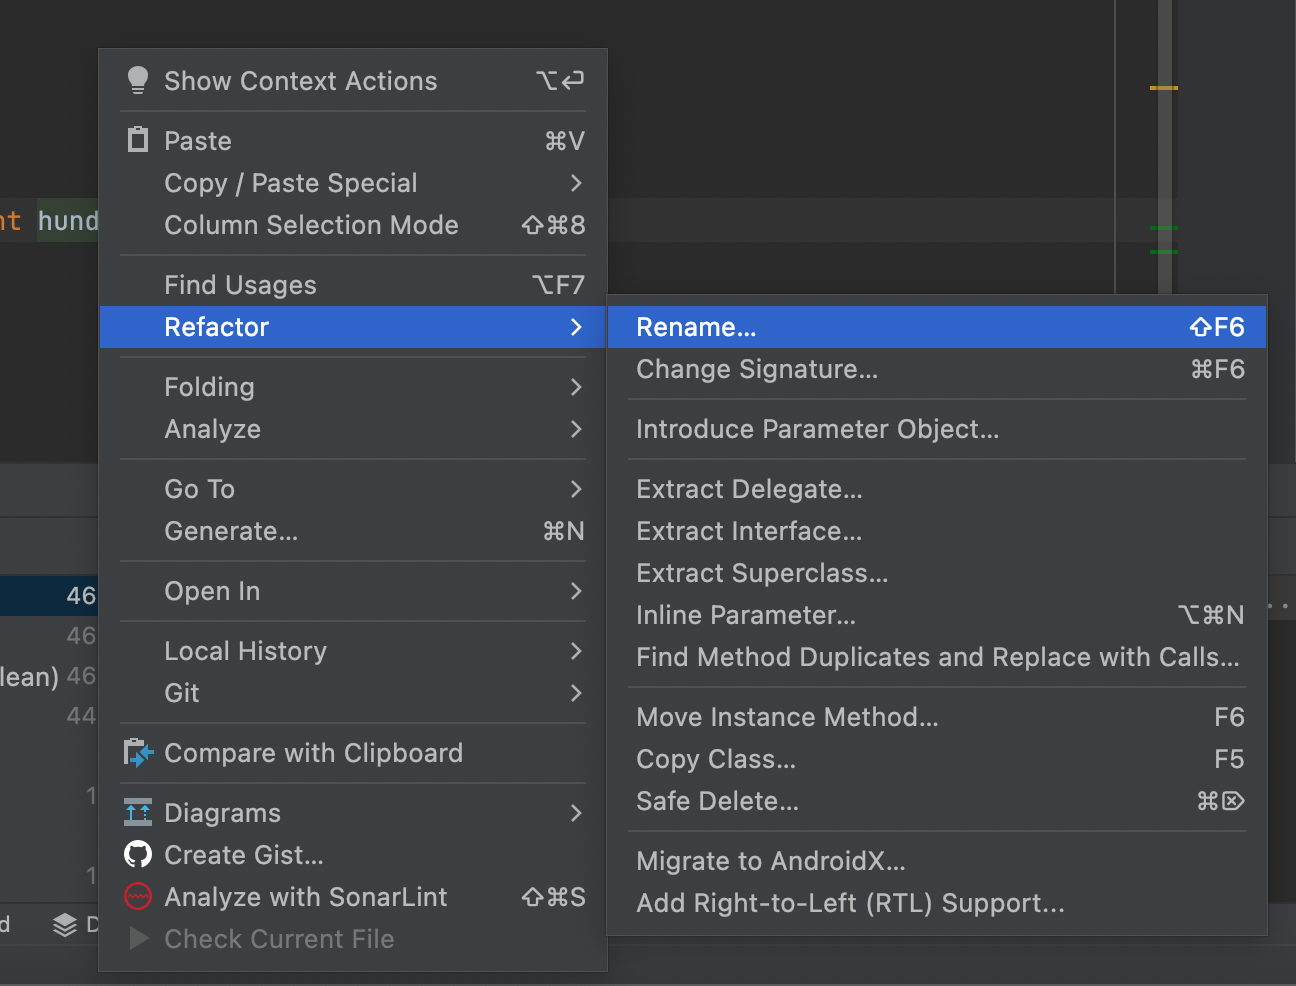 Show Context Actions ⌥⏎
Paste ⌘V
Copy / Paste Special
Column Selection Mode ⇧⌘8
hund
Find Usages ⌥F7
Refactor
Folding
Analyze
Go To
Generate... ⌘N
Open In
Local History
Git
Compare with Clipboard
Diagrams
Create Gist...
Analyze with SonarLint ⇧⌘S
Check Current File
Rename... ⇧F6
Change Signature... ⌘F6
Introduce Parameter Object...
Extract Delegate...
Extract Interface...
Extract Superclass...
Inline Parameter... ⌥⌘N
Find Method Duplicates and Replace with Calls...
Move Instance Method... F6
Copy Class... F5
Safe Delete... ⌘⌦
Migrate to AndroidX...
Add Right-to-Left (RTL) Support...
46
46
lean) 46
44
1
1